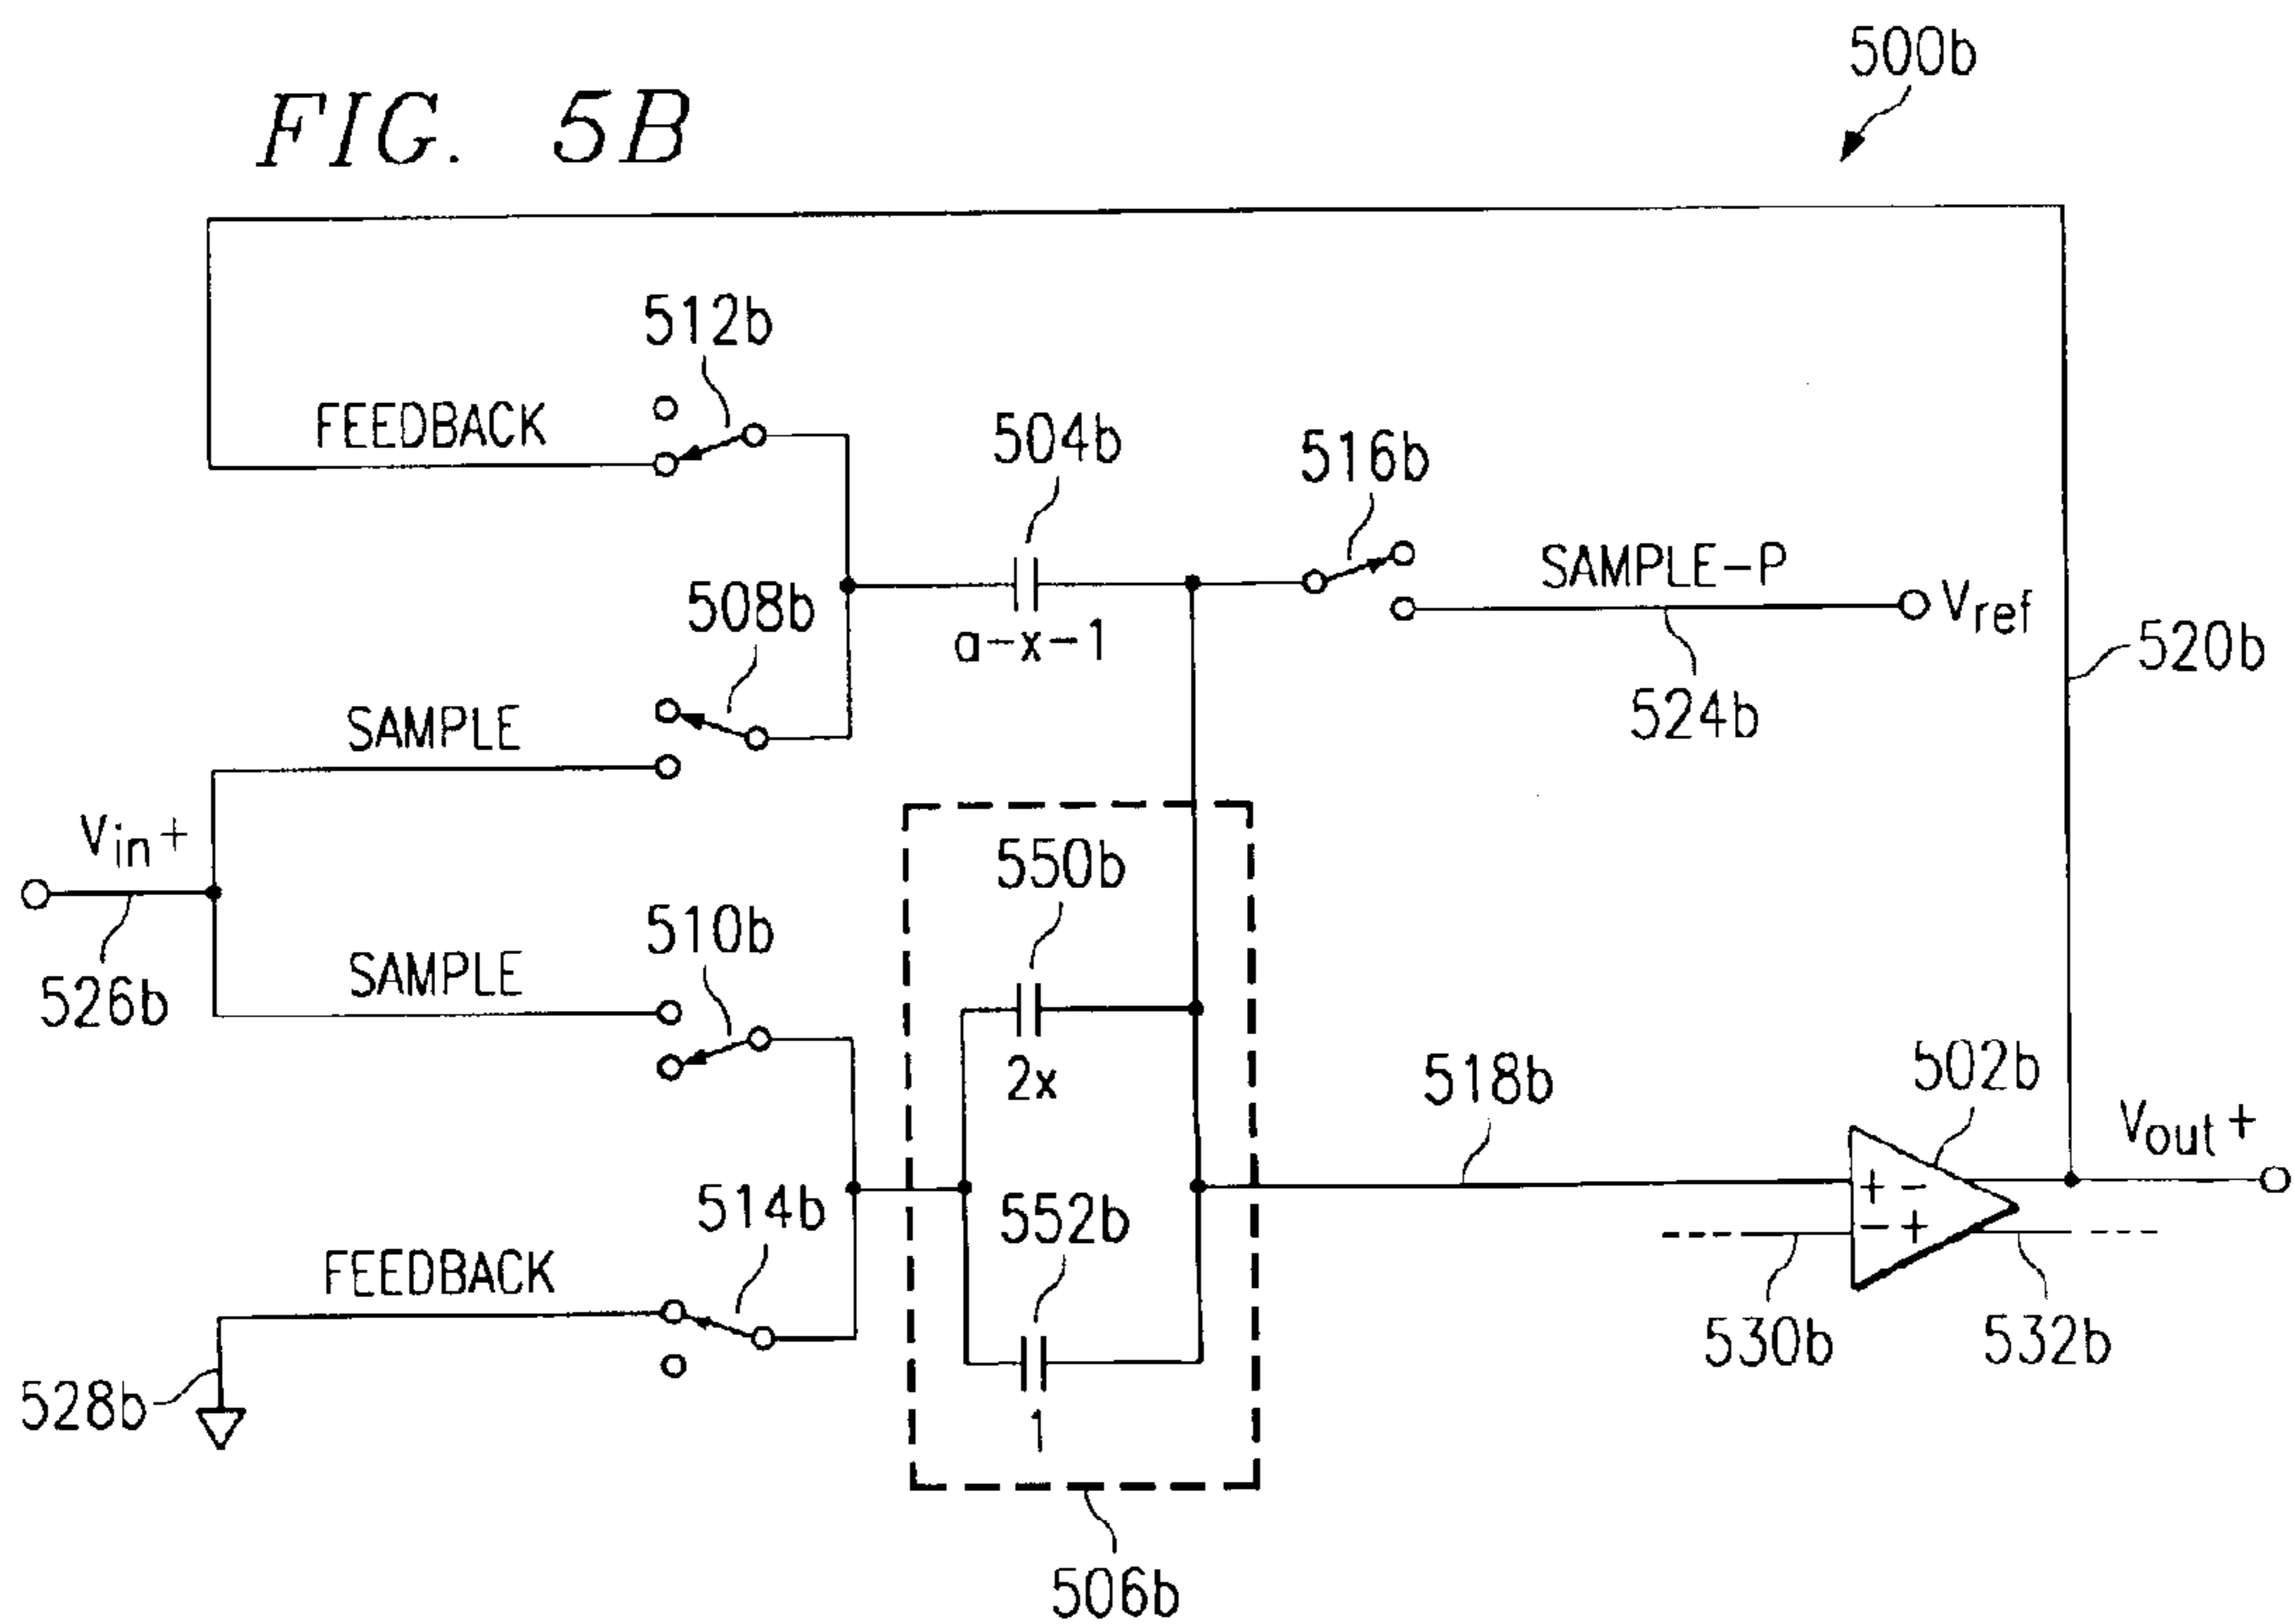 500b
FIG. 5B
512b
FEEDBACK
504b
516b
SAMPLE-P
Vref
508b
a-x-1
520b
524b
SAMPLE
Vin+
550b
510b
SAMPLE
526b
2x
518b
502b
Vout+
552b
514b
+ -
- +
FEEDBACK
530b
532b
528b
1
506b